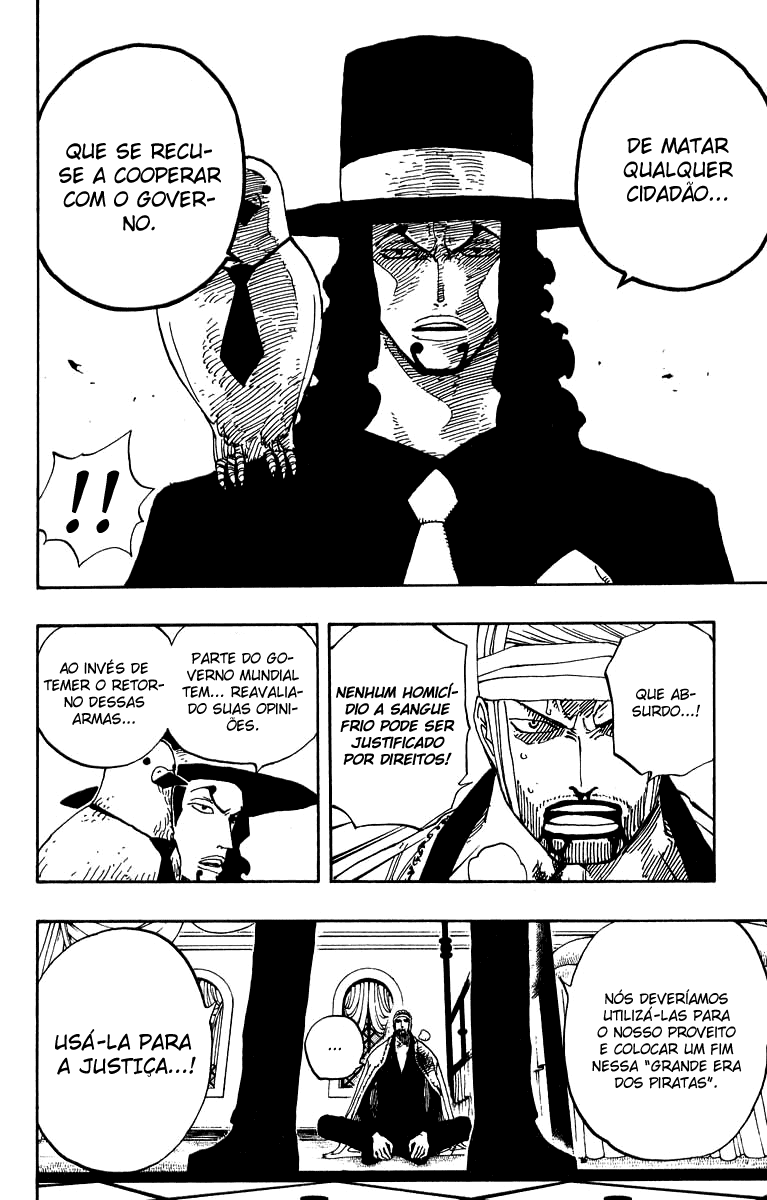 DE MATAR
QUALQUER
CIDADÃO...
QUE SE RECU-
SE A COOPERAR
COM O GOVER-
NO.
!!
QUE AB-
SURDO...!
NENHUM HOMICÍ-
DIO A SANGUE
FRIO PODE SER
JUSTIFICADO
POR DIREITOS!
PARTE DO GO-
VERNO MUNDIAL
TEM... REAVALIA-
DO SUAS OPINI-
ÕES.
AO INVÉS DE
TEMER O RETOR-
NO DESSAS
ARMAS...
NÓS DEVERÍAMOS
UTILIZÁ-LAS PARA
O NOSSO PROVEITO
E COLOCAR UM FIM
NESSA "GRANDE ERA
DOS PIRATAS".
...
USÁ-LA PARA
A JUSTIÇA...!